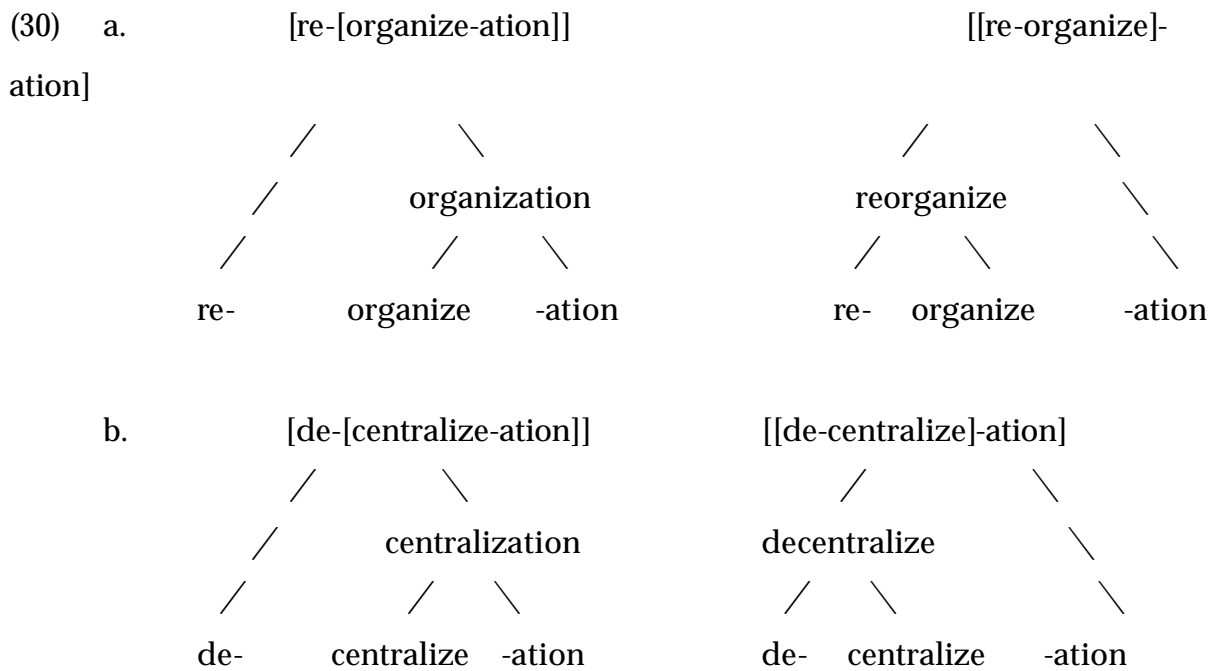 (30) a. [re-[organize-ation]] [[re-organize]-
ation]
organization reorganize
re- organize -ation re- organize -ation
b. [de-[centralize-ation]] [[de-centralize]-ation]
centralization decentralize
de- centralize -ation de- centralize -ation